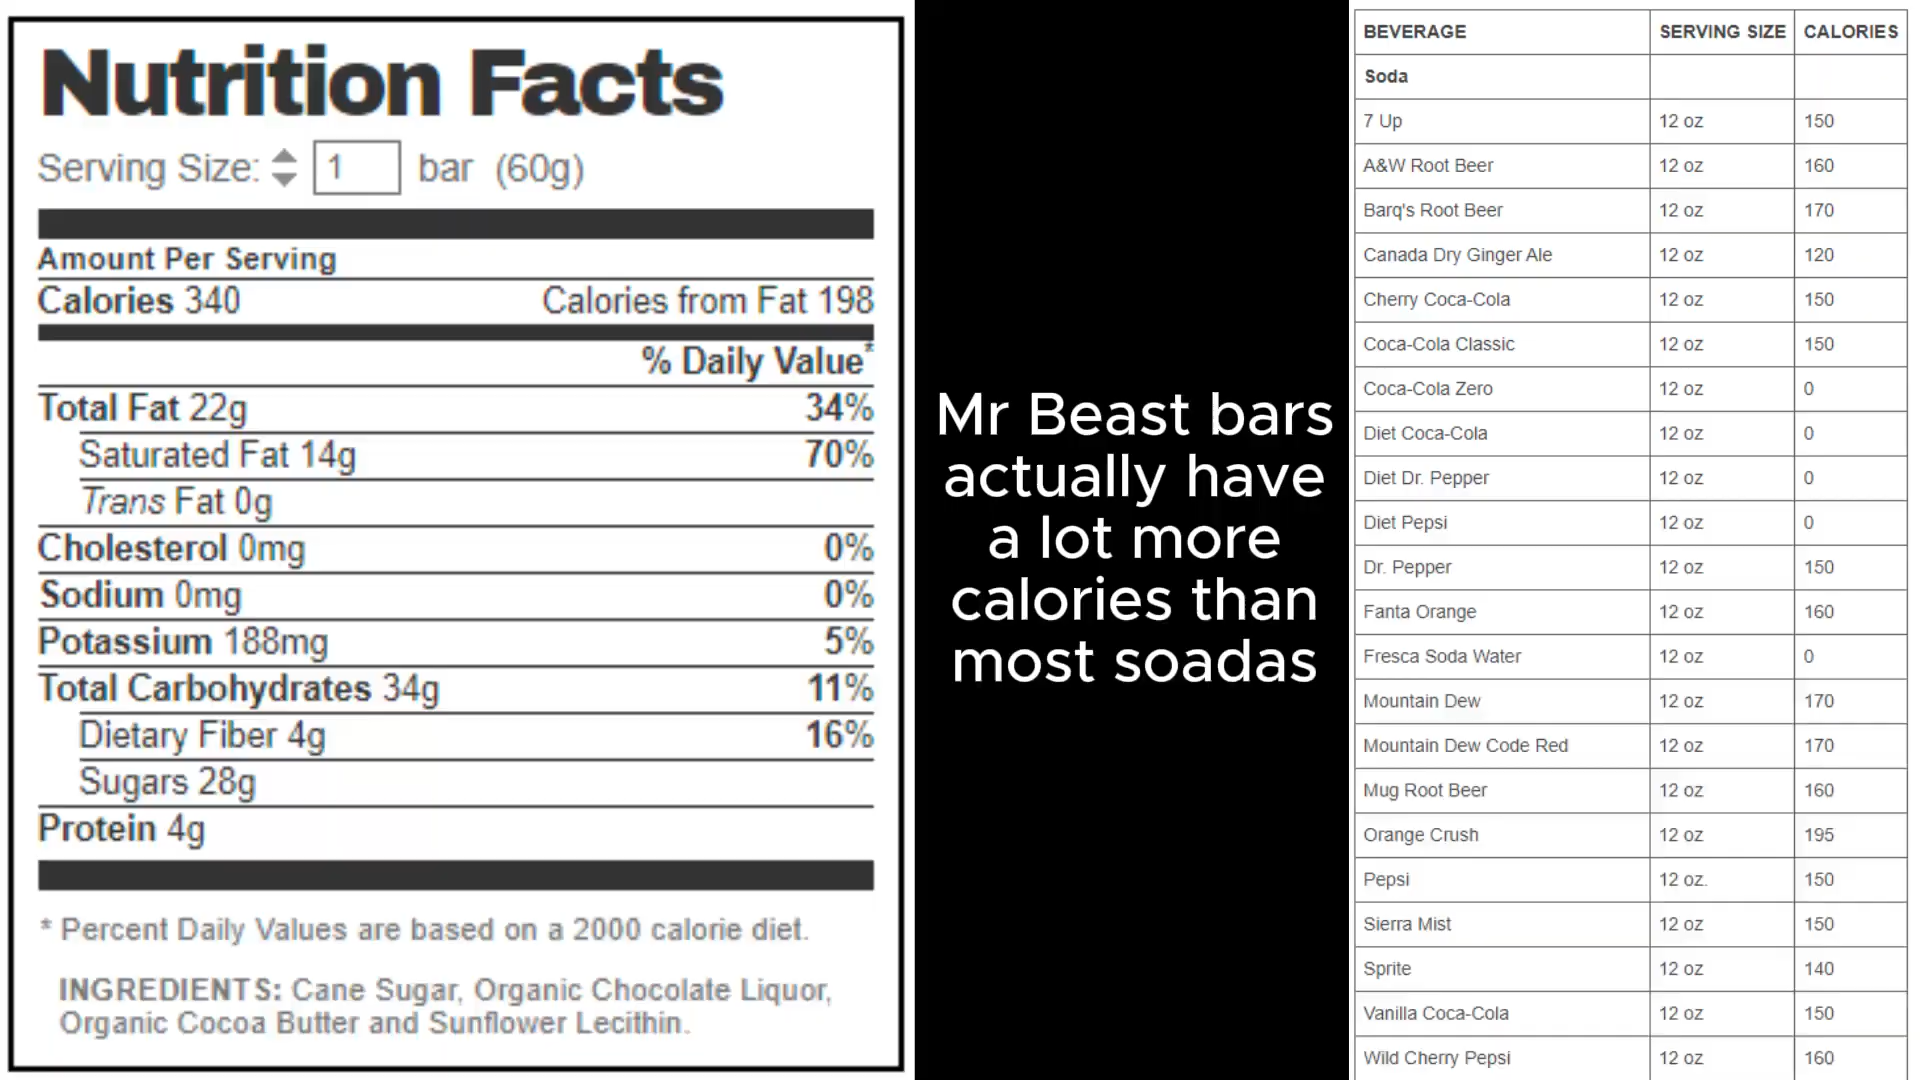 Nutrition Facts
Serving Size: 1 bar (60g)
Amount Per Serving
Calories 340 Calories from Fat 198
% Daily Value*
Total Fat 22g 34%
Saturated Fat 14g 70%
Trans Fat 0g
Cholesterol 0mg 0%
Sodium 0mg 0%
Potassium 188mg 5%
Total Carbohydrates 34g 11%
Dietary Fiber 4g 16%
Sugars 28g
Protein 4g
* Percent Daily Values are based on a 2000 calorie diet.
INGREDIENTS: Cane Sugar, Organic Chocolate Liquor,
Organic Cocoa Butter and Sunflower Lecithin.
Mr Beast bars
actually have
a lot more
calories than
most soadas
BEVERAGE SERVING SIZE CALORIES
Soda
7 Up 12 oz 150
A&W Root Beer 12 oz 160
Barq's Root Beer 12 oz 170
Canada Dry Ginger Ale 12 oz 120
Cherry Coca-Cola 12 oz 150
Coca-Cola Classic 12 oz 150
Coca-Cola Zero 12 oz 0
Diet Coca-Cola 12 oz 0
Diet Dr. Pepper 12 oz 0
Diet Pepsi 12 oz 0
Dr. Pepper 12 oz 150
Fanta Orange 12 oz 160
Fresca Soda Water 12 oz 0
Mountain Dew 12 oz 170
Mountain Dew Code Red 12 oz 170
Mug Root Beer 12 oz 160
Orange Crush 12 oz 195
Pepsi 12 oz. 150
Sierra Mist 12 oz 150
Sprite 12 oz 140
Vanilla Coca-Cola 12 oz 150
Wild Cherry Pepsi 12 oz 160